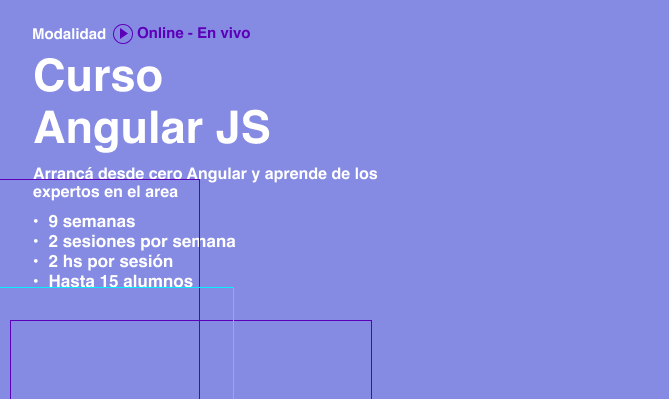 Modalidad Online - En vivo
Curso
Angular JS
Arrancá desde cero Angular y aprende de los
expertos en el area
• 9 semanas
• 2 sesiones por semana
• 2 hs por sesión
• Hasta 15 alumnos